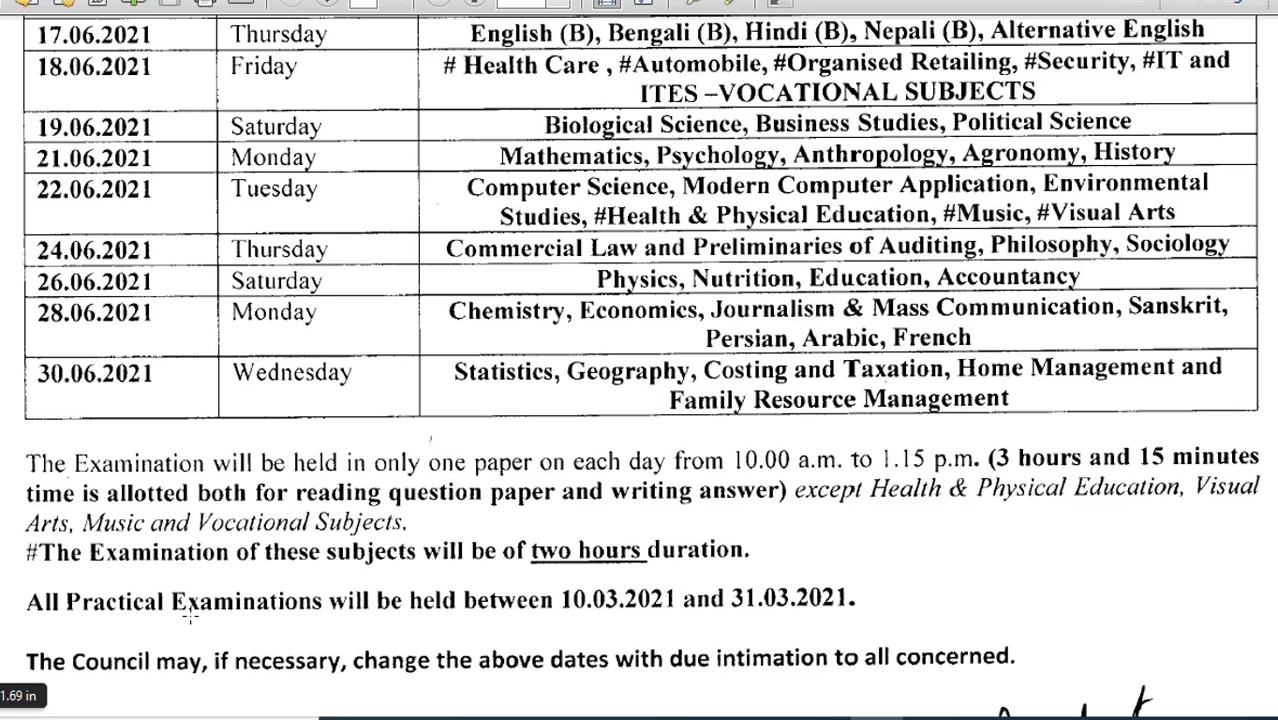 17.06.2021 Thursday English (B), Bengali (B), Hindi (B), Nepali (B), Alternative English
18.06.2021 Friday # Health Care , #Automobile, #Organised Retailing, #Security, #IT and
ITES –VOCATIONAL SUBJECTS
19.06.2021 Saturday Biological Science, Business Studies, Political Science
21.06.2021 Monday Mathematics, Psychology, Anthropology, Agronomy, History
22.06.2021 Tuesday Computer Science, Modern Computer Application, Environmental
Studies, #Health & Physical Education, #Music, #Visual Arts
24.06.2021 Thursday Commercial Law and Preliminaries of Auditing, Philosophy, Sociology
26.06.2021 Saturday Physics, Nutrition, Education, Accountancy
28.06.2021 Monday Chemistry, Economics, Journalism & Mass Communication, Sanskrit,
Persian, Arabic, French
30.06.2021 Wednesday Statistics, Geography, Costing and Taxation, Home Management and
Family Resource Management
The Examination will be held in only one paper on each day from 10.00 a.m. to 1.15 p.m. (3 hours and 15 minutes
time is allotted both for reading question paper and writing answer) except Health & Physical Education, Visual
Arts, Music and Vocational Subjects.
#The Examination of these subjects will be of two hours duration.
All Practical Examinations will be held between 10.03.2021 and 31.03.2021.
The Council may, if necessary, change the above dates with due intimation to all concerned.
1.69 in